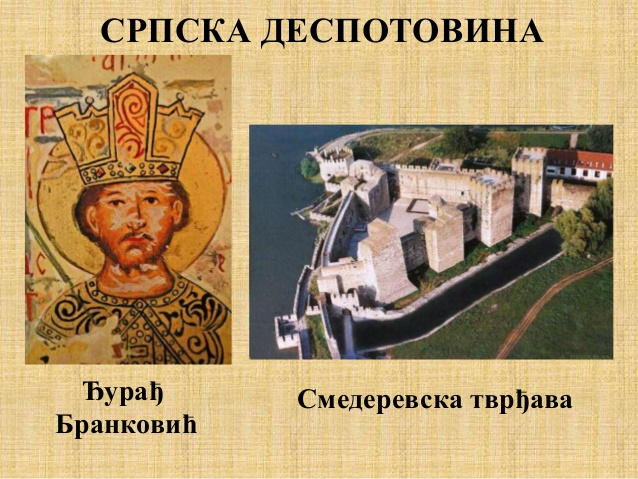 СРПСКА ДЕСПОТОВИНА
Ђурађ
Бранковић
Смедеревска тврђава